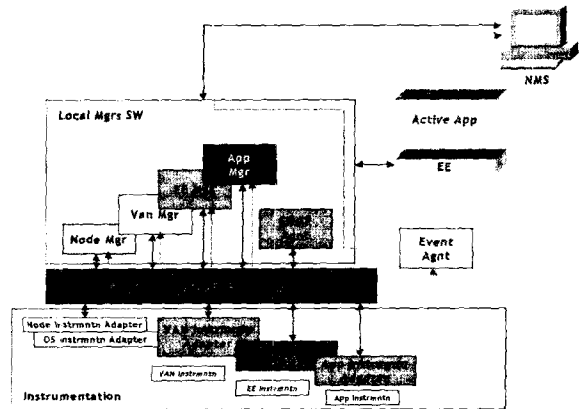 NMS
Local Mgrs SW
Active App
App
Mgr
EE
Van Mgr
Node Mgr
Event
Agnt
Node Instrmntn Adapter
OS Instrmntn Adapter
VAN Instrmntn
EE Instrmntn
App Instrmntn
Instrumentation